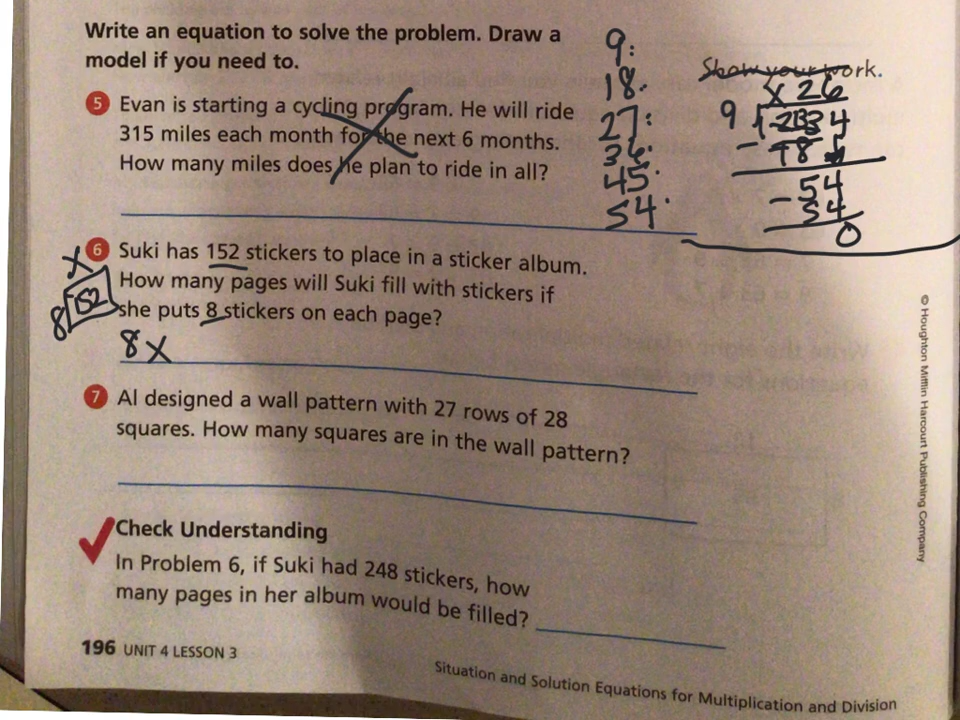 Write an equation to solve the problem. Draw a
model if you need to.
Show your work.
5 Evan is starting a cycling program. He will ride
315 miles each month for the next 6 months.
How many miles does he plan to ride in all?
9:
18:
27:
36:
45:
54:
x 26
9 234
- 18
54
- 54
0
6 Suki has 152 stickers to place in a sticker album.
How many pages will Suki fill with stickers if
she puts 8 stickers on each page?
x
8 152
8 x
7 Al designed a wall pattern with 27 rows of 28
squares. How many squares are in the wall pattern?
Check Understanding
In Problem 6, if Suki had 248 stickers, how
many pages in her album would be filled?
196 UNIT 4 LESSON 3
Situation and Solution Equations for Multiplication and Division
© Houghton Mifflin Harcourt Publishing Company